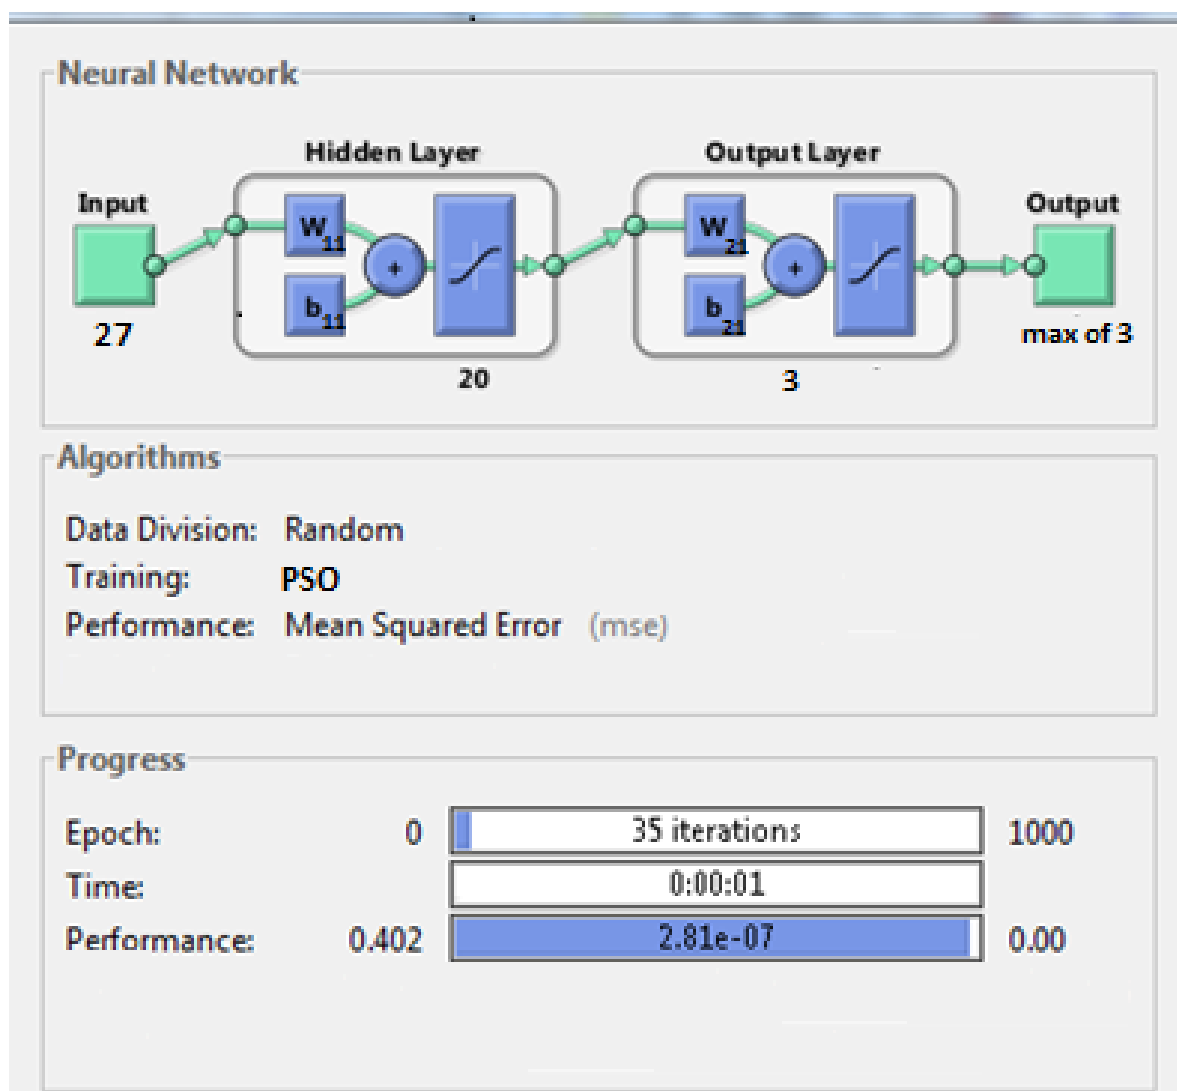 Neural Network
Hidden Layer
Output Layer
Input
Output
W11
W21
+
+
b11
b21
27
max of 3
20
3
Algorithms
Data Division: Random
Training: PSO
Performance: Mean Squared Error (mse)
Progress
Epoch: 0 35 iterations 1000
Time: 0:00:01
Performance: 0.402 2.81e-07 0.00